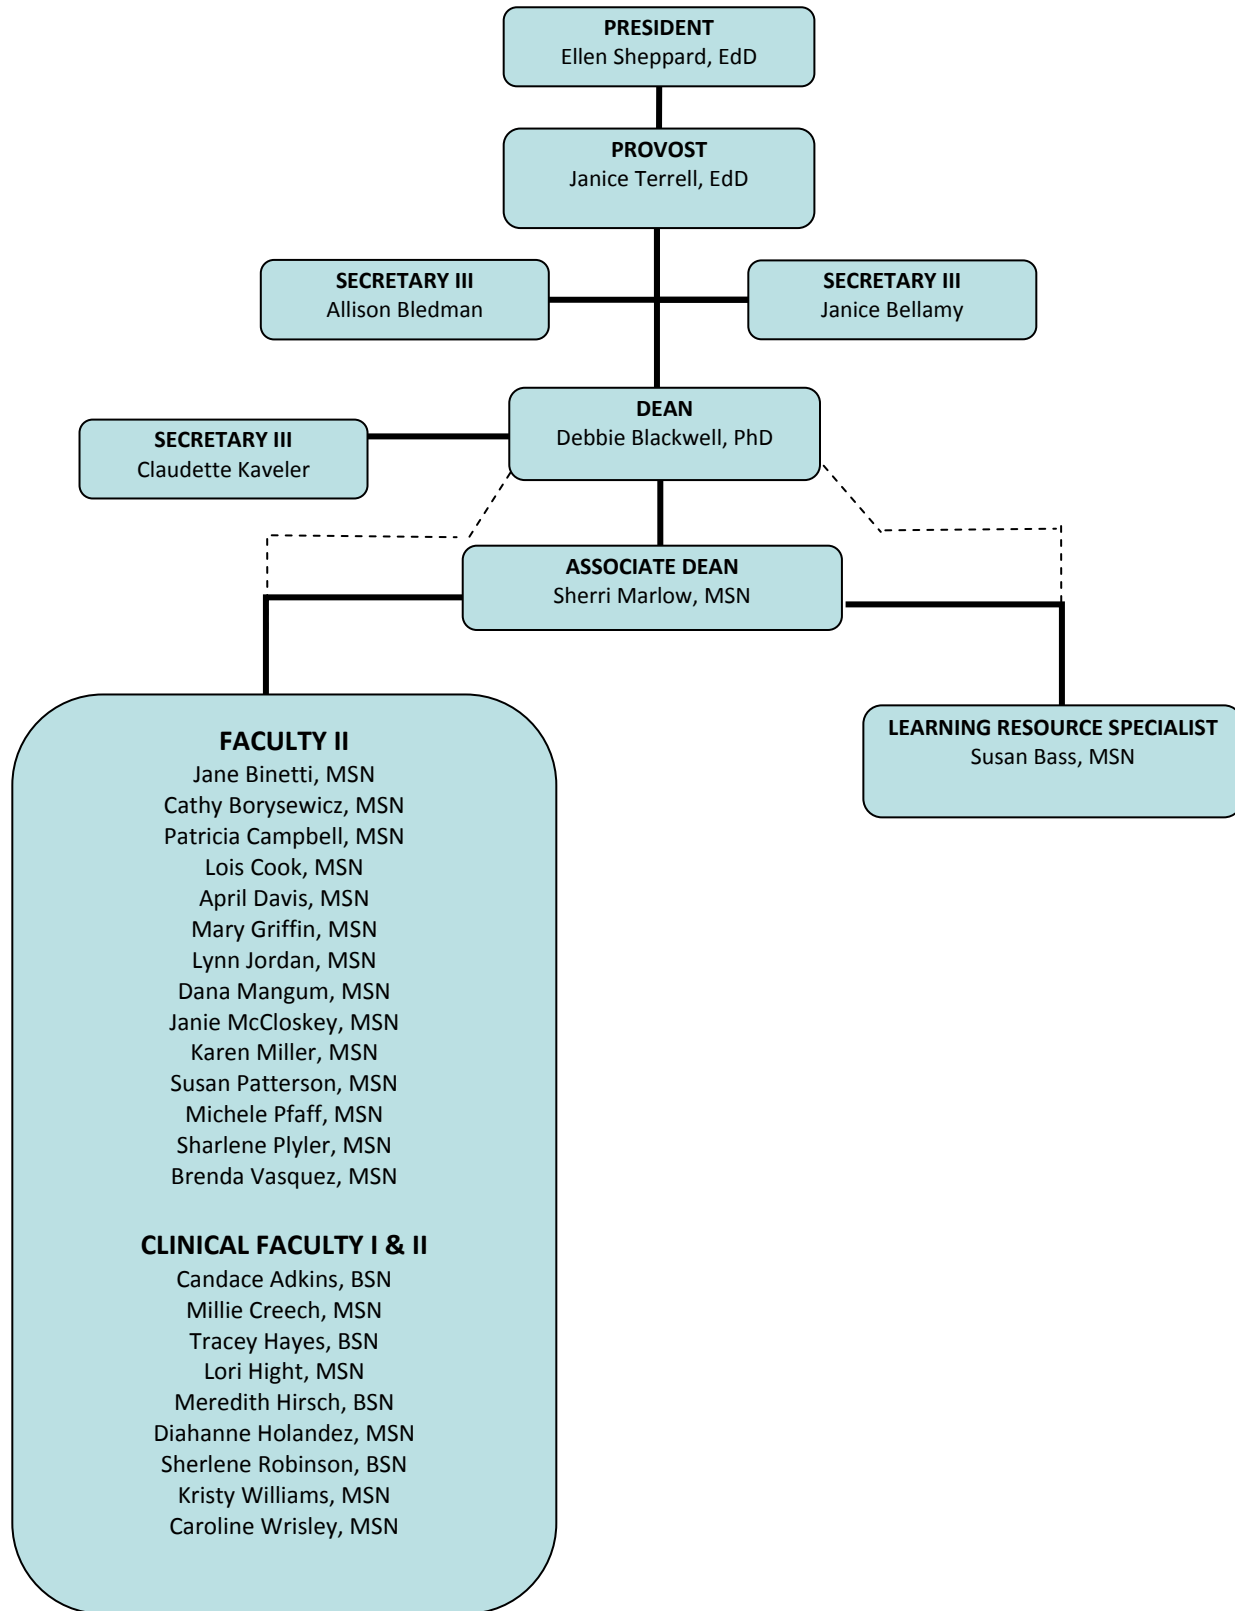 PRESIDENT
Ellen Sheppard, EdD
PROVOST
Janice Terrell, EdD
SECRETARY III
Allison Bledman
SECRETARY III
Janice Bellamy
DEAN
Debbie Blackwell, PhD
SECRETARY III
Claudette Kaveler
ASSOCIATE DEAN
Sherri Marlow, MSN
FACULTY II
Jane Binetti, MSN
Cathy Borysewicz, MSN
Patricia Campbell, MSN
Lois Cook, MSN
April Davis, MSN
Mary Griffin, MSN
Lynn Jordan, MSN
Dana Mangum, MSN
Janie McCloskey, MSN
Karen Miller, MSN
Susan Patterson, MSN
Michele Pfaff, MSN
Sharlene Plyler, MSN
Brenda Vasquez, MSN
CLINICAL FACULTY I & II
Candace Adkins, BSN
Millie Creech, MSN
Tracey Hayes, BSN
Lori Hight, MSN
Meredith Hirsch, BSN
Diahanne Holandez, MSN
Sherlene Robinson, BSN
Kristy Williams, MSN
Caroline Wrisley, MSN
LEARNING RESOURCE SPECIALIST
Susan Bass, MSN